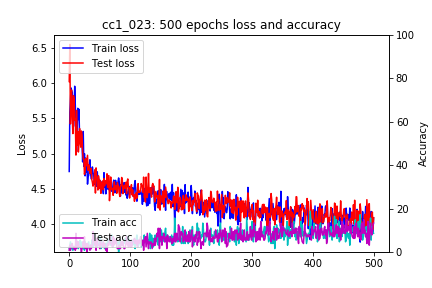 cc1_023: 500 epochs loss and accuracy
Train loss
Test loss
Train acc
Test acc
Loss
6.5
6.0
5.5
5.0
4.5
4.0
Accuracy
100
80
60
40
20
0
0
100
200
300
400
500